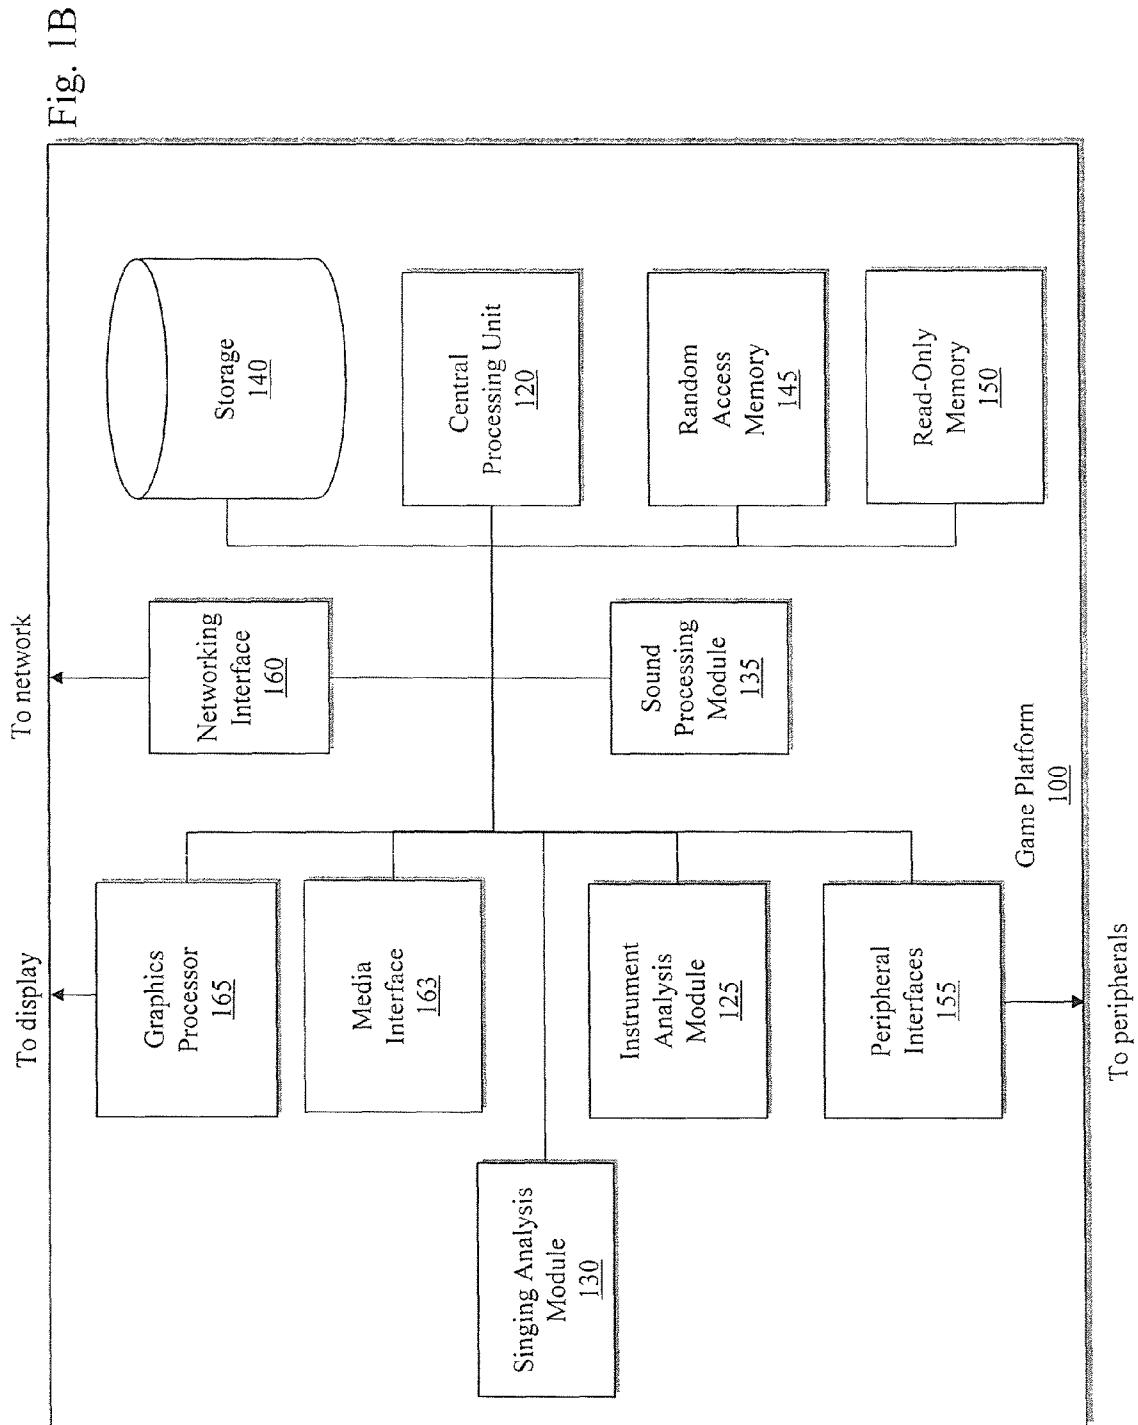 Fig. 1B
To network
To display
Storage
140
Networking
Interface
160
Graphics
Processor
165
Central
Processing Unit
120
Media
Interface
163
Singing Analysis
Module
130
Random
Access
Memory
145
Sound
Processing
Module
135
Instrument
Analysis
Module
125
Read-Only
Memory
150
Peripheral
Interfaces
155
Game Platform
100
To peripherals